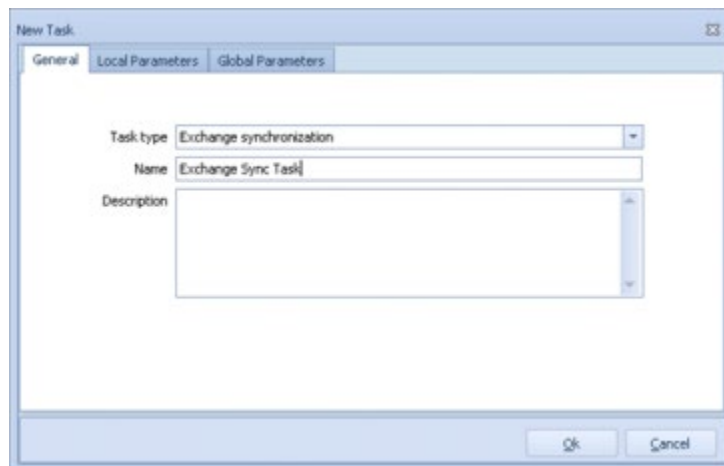 New Task
General Local Parameters Global Parameters
Task type Exchange synchronization
Name Exchange Sync Task
Description
Ok Cancel